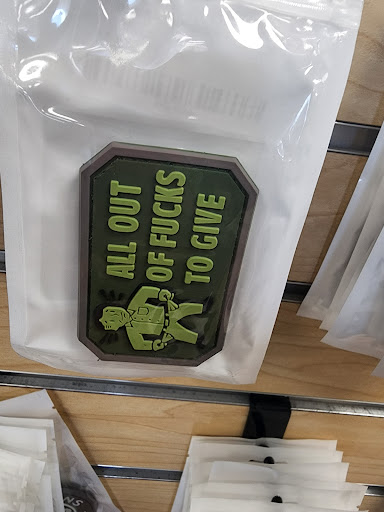 ALL OUT
OF FUCKS
TO GIVE